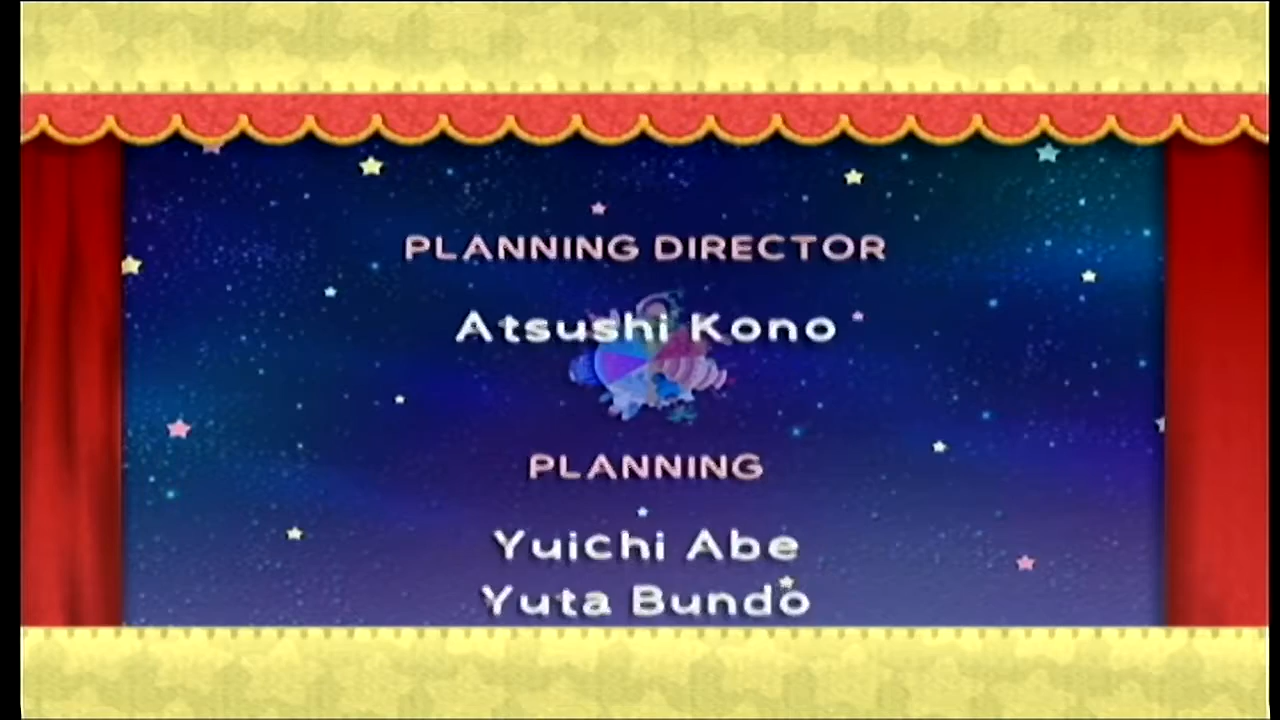 PLANNING DIRECTOR
Atsushi Kono
PLANNING
Yuichi Abe
Yuta Bundo